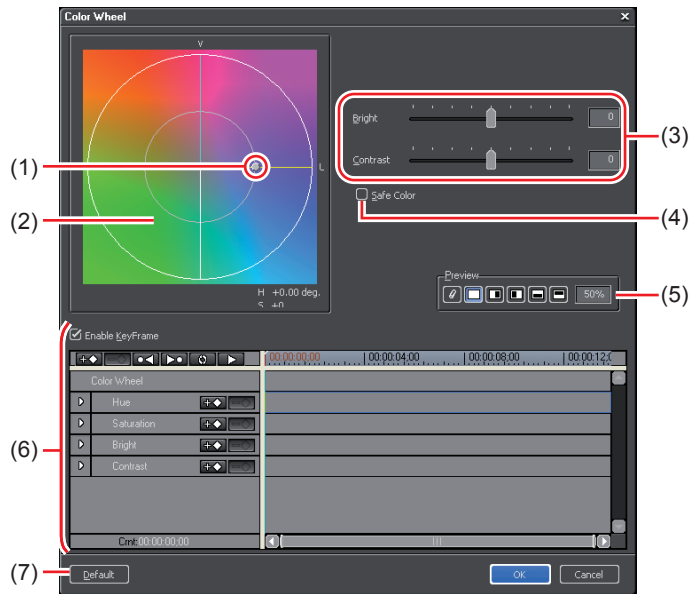 Color Wheel
V
L
H +0.00 deg.
S +0
Bright 0
Contrast 0
Safe Color
Preview
50%
(1)
(2)
(3)
(4)
(5)
(6)
(7)
Enable KeyFrame
00:00:00;00 00:00:04;00 00:00:08;00 00:00:12;0
Color Wheel
Hue
Saturation
Bright
Contrast
Crnt:00:00:00;00
Default
OK
Cancel